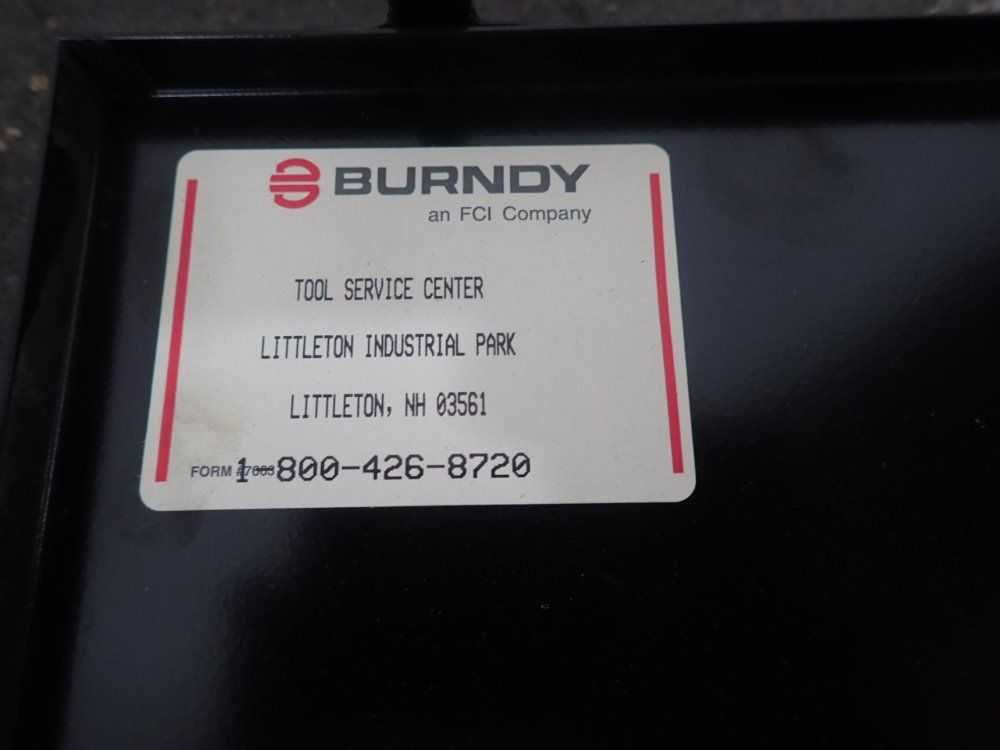 BURNDY
an FCI Company
TOOL SERVICE CENTER
LITTLETON INDUSTRIAL PARK
LITTLETON, NH 03561
FORM 1-800-426-8720